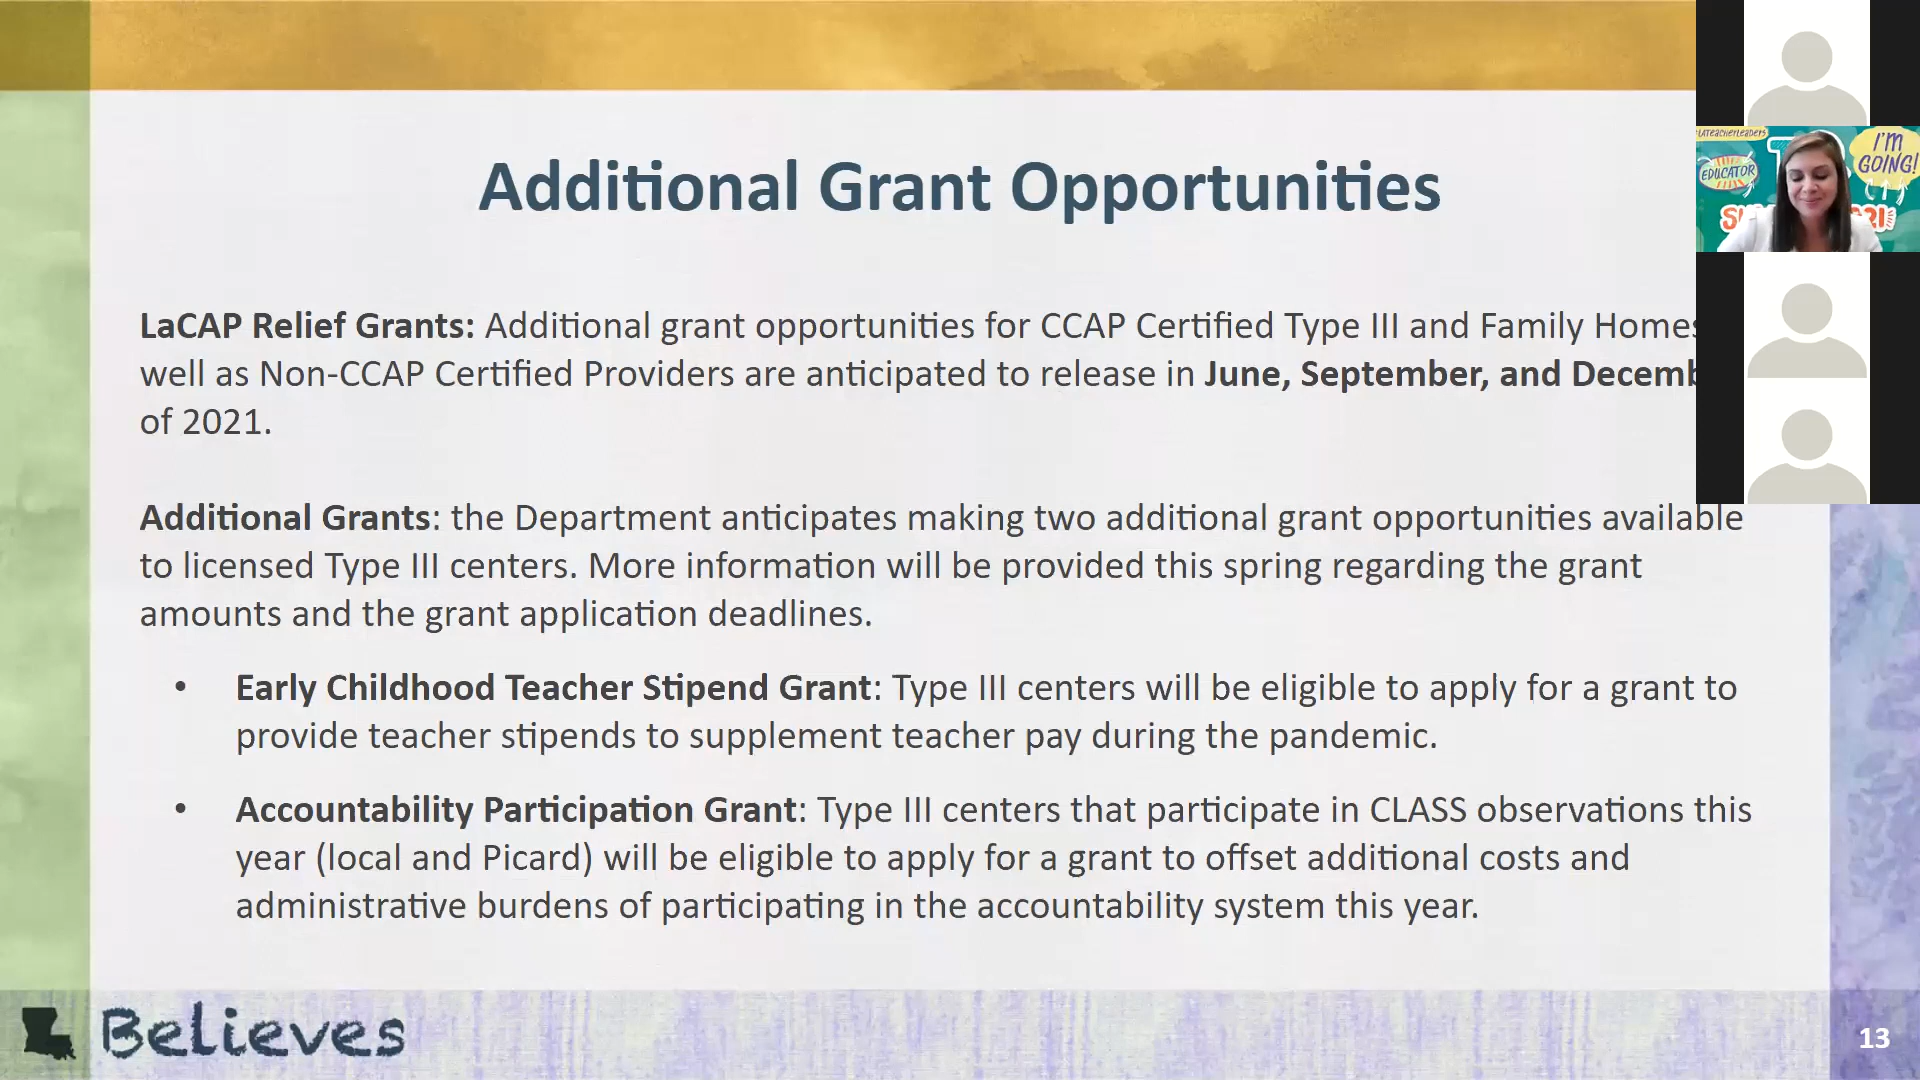 Additional Grant Opportunities
LaCAP Relief Grants: Additional grant opportunities for CCAP Certified Type III and Family Homes
well as Non-CCAP Certified Providers are anticipated to release in June, September, and Decemb
of 2021.
Additional Grants: the Department anticipates making two additional grant opportunities available
to licensed Type III centers. More information will be provided this spring regarding the grant
amounts and the grant application deadlines.
• Early Childhood Teacher Stipend Grant: Type III centers will be eligible to apply for a grant to
provide teacher stipends to supplement teacher pay during the pandemic.
• Accountability Participation Grant: Type III centers that participate in CLASS observations this
year (local and Picard) will be eligible to apply for a grant to offset additional costs and
administrative burdens of participating in the accountability system this year.
Believes
13
#LATEACHERLEADERS
EDUCATOR
I'M
GOING!